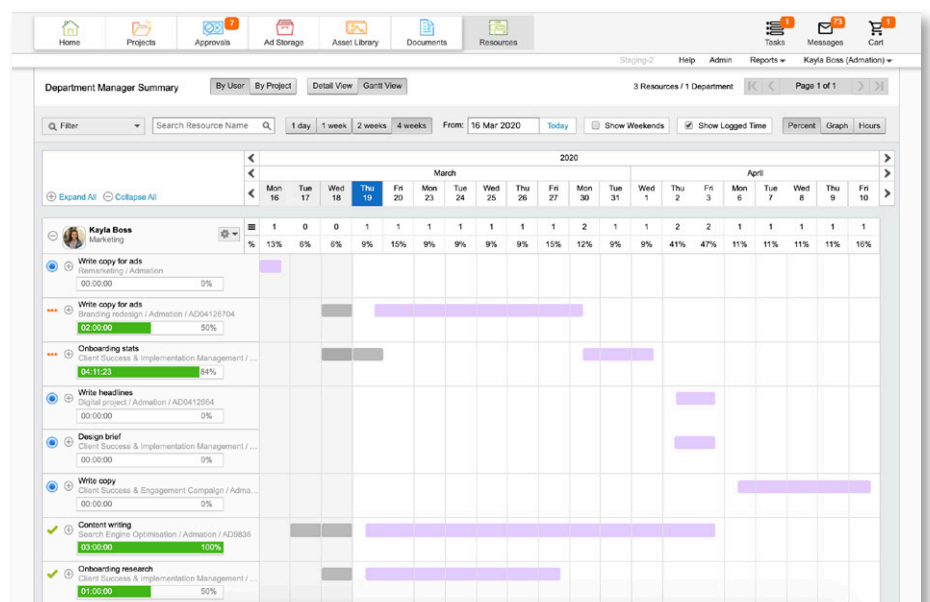 7 1 73 1
Home Projects Approvals Ad Storage Asset Library Documents Resources Tasks Messages Cart
Staging-2 Help Admin Reports Kayla Boss (Admation)
Department Manager Summary By User By Project Detail View Gantt View 3 Resources / 1 Department Page 1 of 1
Filter Search Resource Name 1 day 1 week 2 weeks 4 weeks From: 16 Mar 2020 Today Show Weekends Show Logged Time Percent Graph Hours
2020
March April
Mon Tue Wed Thu Fri Mon Tue Wed Thu Fri Mon Tue Wed Thu Fri Mon Tue Wed Thu Fri
Expand All Collapse All 16 17 18 19 20 23 24 25 26 27 30 31 1 2 3 6 7 8 9 10
Kayla Boss 1 0 0 1 1 1 1 1 1 1 2 1 1 2 2 1 1 1 1 1
Marketing % 13% 6% 6% 9% 15% 9% 9% 9% 9% 15% 12% 9% 9% 41% 47% 11% 11% 11% 11% 16%
Write copy for ads
Remarketing / Admation
00:00:00 0%
Write copy for ads
Branding redesign / Admation / AD04126704
02:00:00 50%
Onboarding stats
Client Success & Implementation Management / ...
04:11:23 84%
Write headlines
Digital project / Admation / AD0412664
00:00:00 0%
Design brief
Client Success & Implementation Management / ...
00:00:00 0%
Write copy
Client Success & Engagement Campaign / Adma...
00:00:00 0%
Content writing
Search Engine Optimisation / Admation / AD9836
03:00:00 100%
Onboarding research
Client Success & Implementation Management / ...
01:00:00 50%